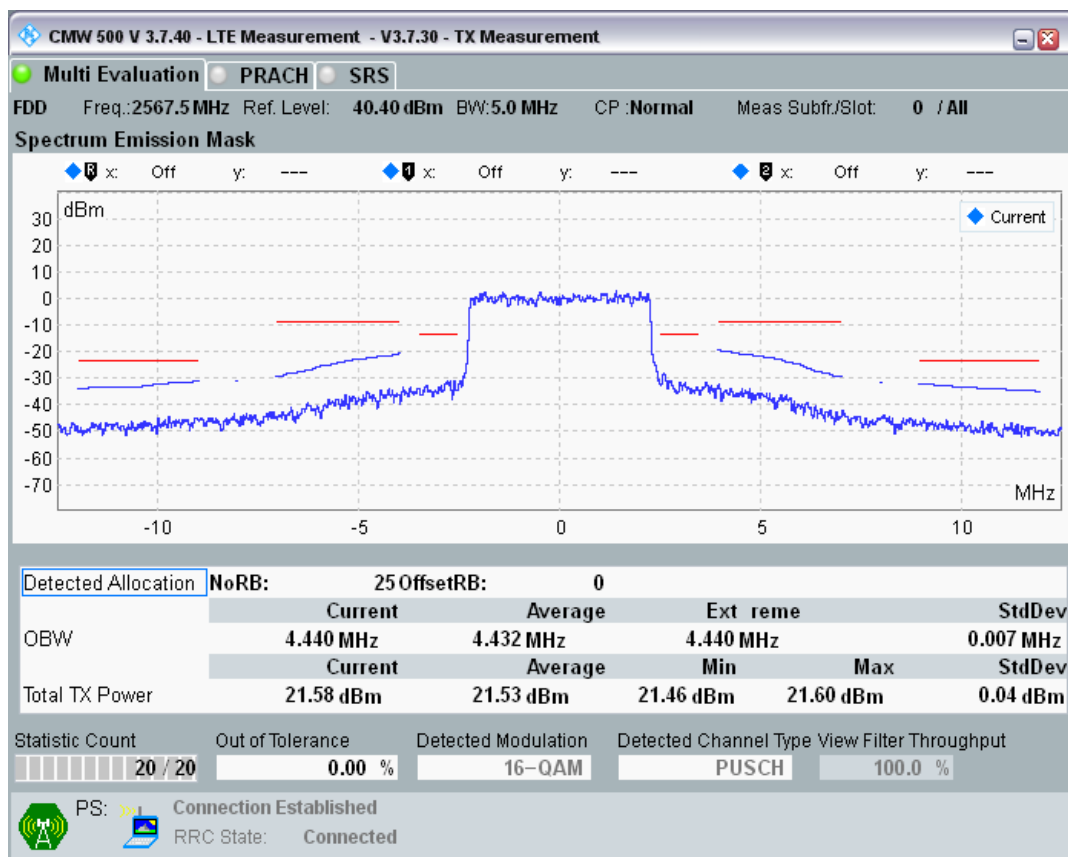 CMW 500 V 3.7.40 - LTE Measurement - V3.7.30 - TX Measurement
Multi Evaluation PRACH SRS
FDD Freq.:2567.5 MHz Ref. Level: 40.40 dBm BW:5.0 MHz CP :Normal Meas Subfr./Slot: 0 / All
Spectrum Emission Mask
R x: Off y: --- 1 x: Off y: --- 2 x: Off y: ---
dBm
Current
30
20
10
0
-10
-20
-30
-40
-50
-60
-70
MHz
-10 -5 0 5 10
Detected Allocation NoRB: 25 OffsetRB: 0
Current Average Ext reme StdDev
OBW 4.440 MHz 4.432 MHz 4.440 MHz 0.007 MHz
Current Average Min Max StdDev
Total TX Power 21.58 dBm 21.53 dBm 21.46 dBm 21.60 dBm 0.04 dBm
Statistic Count Out of Tolerance Detected Modulation Detected Channel Type View Filter Throughput
20 / 20 0.00 % 16-QAM PUSCH 100.0 %
PS: Connection Established
RRC State: Connected